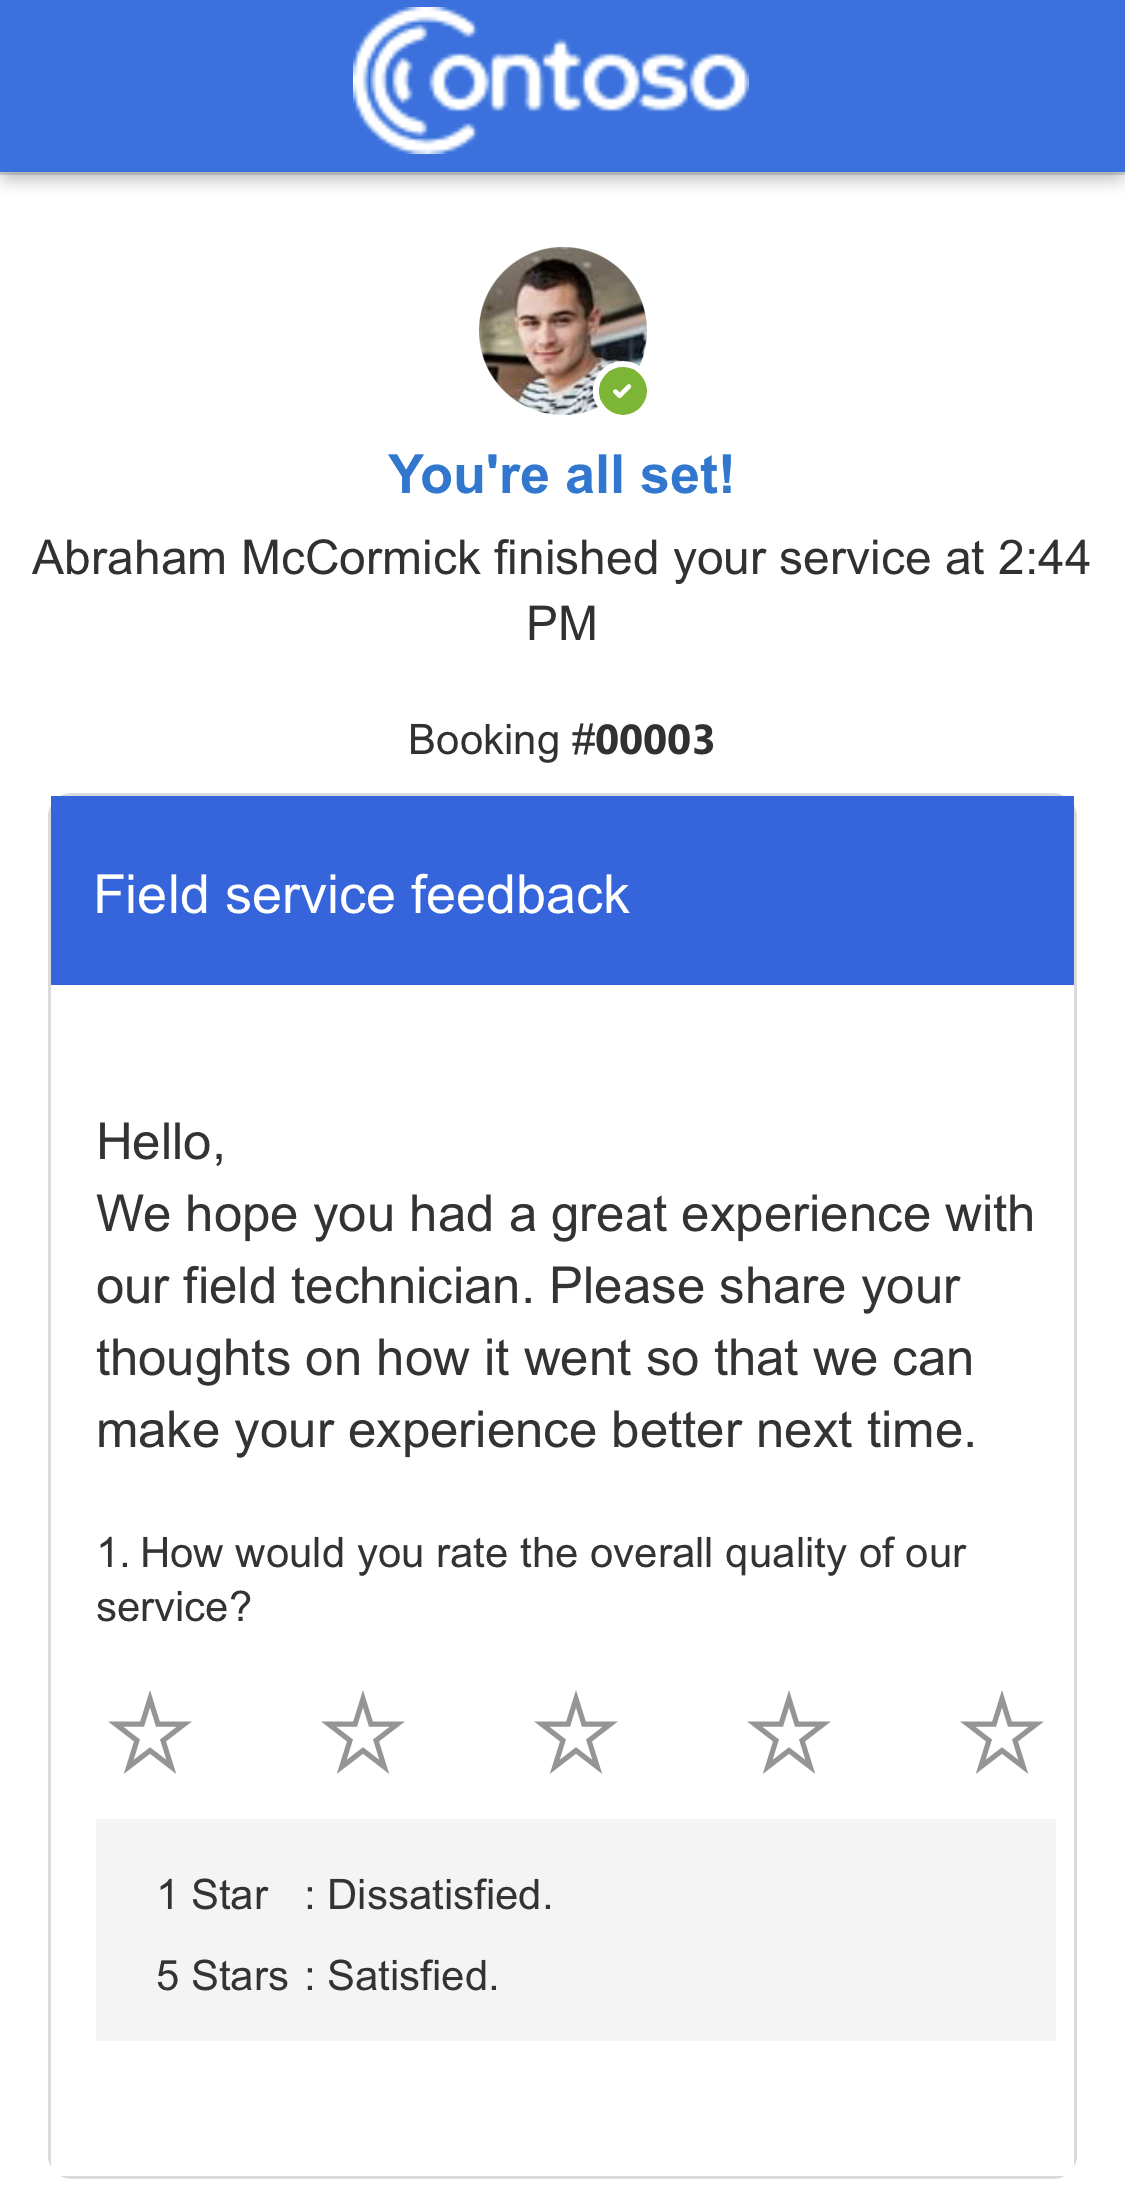 Contoso
You're all set!
Abraham McCormick finished your service at 2:44
PM
Booking #00003
Field service feedback
Hello,
We hope you had a great experience with
our field technician. Please share your
thoughts on how it went so that we can
make your experience better next time.
1. How would you rate the overall quality of our
service?
1 Star : Dissatisfied.
5 Stars : Satisfied.